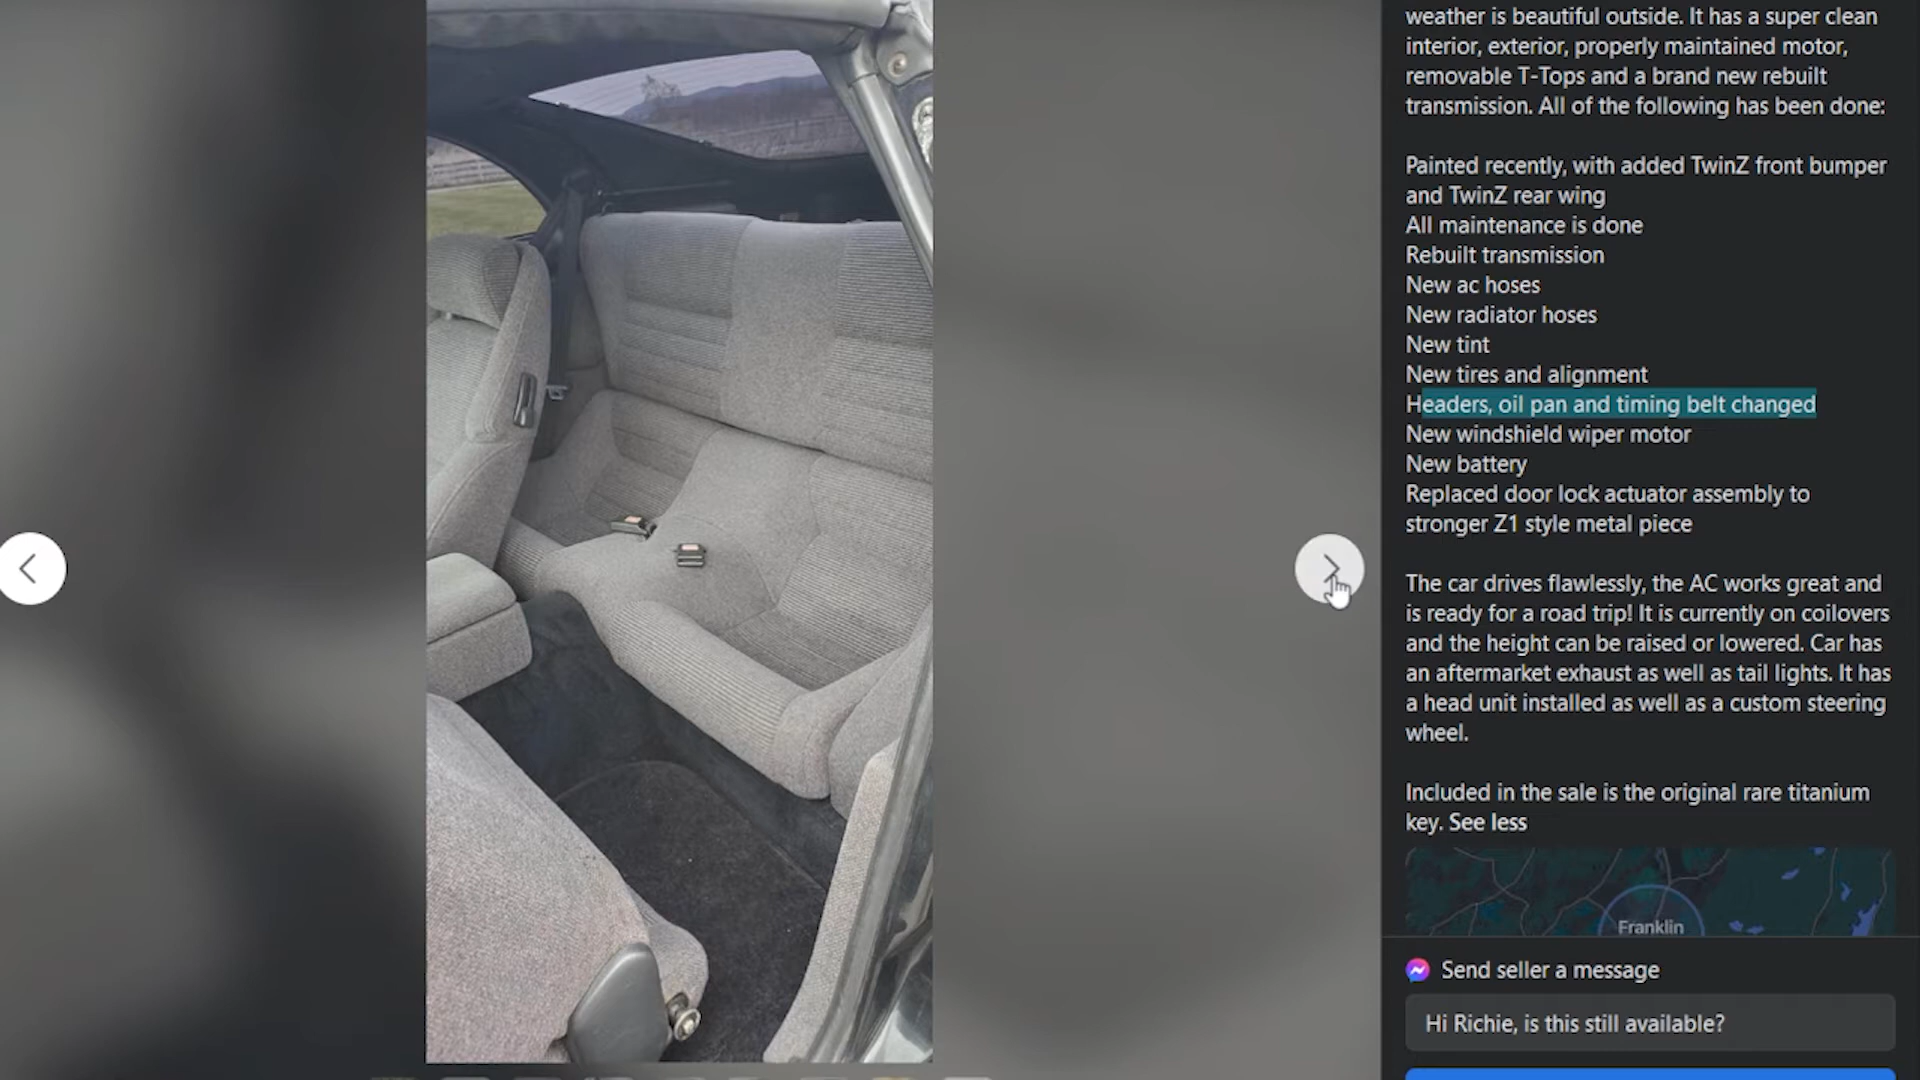 weather is beautiful outside. It has a super clean
interior, exterior, properly maintained motor,
removable T-Tops and a brand new rebuilt
transmission. All of the following has been done:
Painted recently, with added TwinZ front bumper
and TwinZ rear wing
All maintenance is done
Rebuilt transmission
New ac hoses
New radiator hoses
New tint
New tires and alignment
Headers, oil pan and timing belt changed
New windshield wiper motor
New battery
Replaced door lock actuator assembly to
stronger Z1 style metal piece
The car drives flawlessly, the AC works great and
is ready for a road trip! It is currently on coilovers
and the height can be raised or lowered. Car has
an aftermarket exhaust as well as tail lights. It has
a head unit installed as well as a custom steering
wheel.
Included in the sale is the original rare titanium
key. See less
Franklin
Send seller a message
Hi Richie, is this still available?